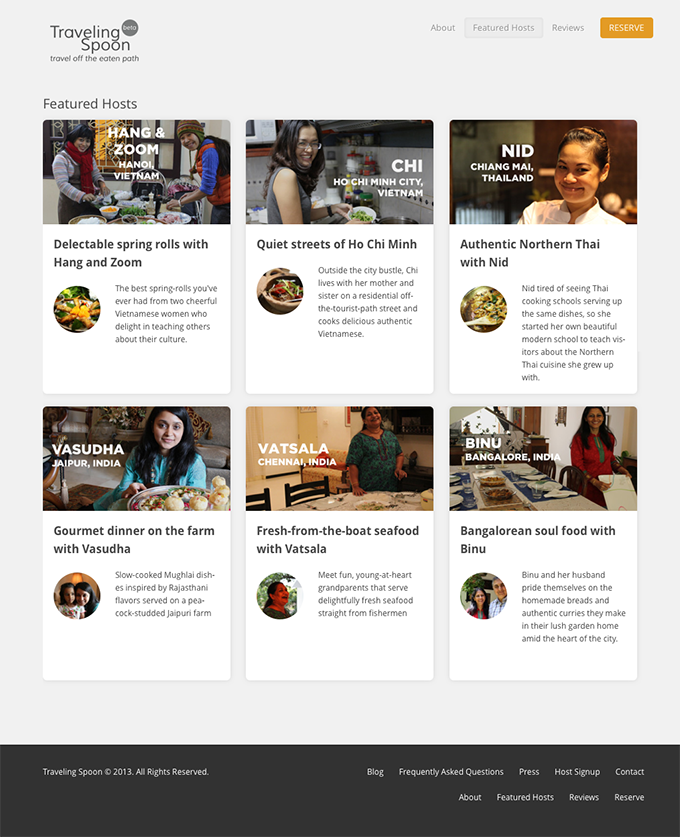 Traveling
Spoon
beta
travel off the eaten path
About
Featured Hosts
Reviews
RESERVE
Featured Hosts
HANG &
ZOOM
HANOI,
VIETNAM
Delectable spring rolls with
Hang and Zoom
The best spring-rolls you've
ever had from two cheerful
Vietnamese women who
delight in teaching others
about their culture.
CHI
HO CHI MINH CITY,
VIETNAM
Quiet streets of Ho Chi Minh
Outside the city bustle, Chi
lives with her mother and
sister on a residential off-
the-tourist-path street and
cooks delicious authentic
Vietnamese.
NID
CHIANG MAI,
THAILAND
Authentic Northern Thai
with Nid
Nid tired of seeing Thai
cooking schools serving up
the same dishes, so she
started her own beautiful
modern school to teach vis-
itors about the Northern
Thai cuisine she grew up
with.
VASUDHA
JAIPUR, INDIA
Gourmet dinner on the farm
with Vasudha
Slow-cooked Mughlai dish-
es inspired by Rajasthani
flavors served on a pea-
cock-studded Jaipuri farm
VATSALA
CHENNAI, INDIA
Fresh-from-the-boat seafood
with Vatsala
Meet fun, young-at-heart
grandparents that serve
delightfully fresh seafood
straight from fishermen
BINU
BANGALORE, INDIA
Bangalorean soul food with
Binu
Binu and her husband
pride themselves on the
homemade breads and
authentic curries they make
in their lush garden home
amid the heart of the city.
Traveling Spoon © 2013. All Rights Reserved.
Blog
Frequently Asked Questions
Press
Host Signup
Contact
About
Featured Hosts
Reviews
Reserve